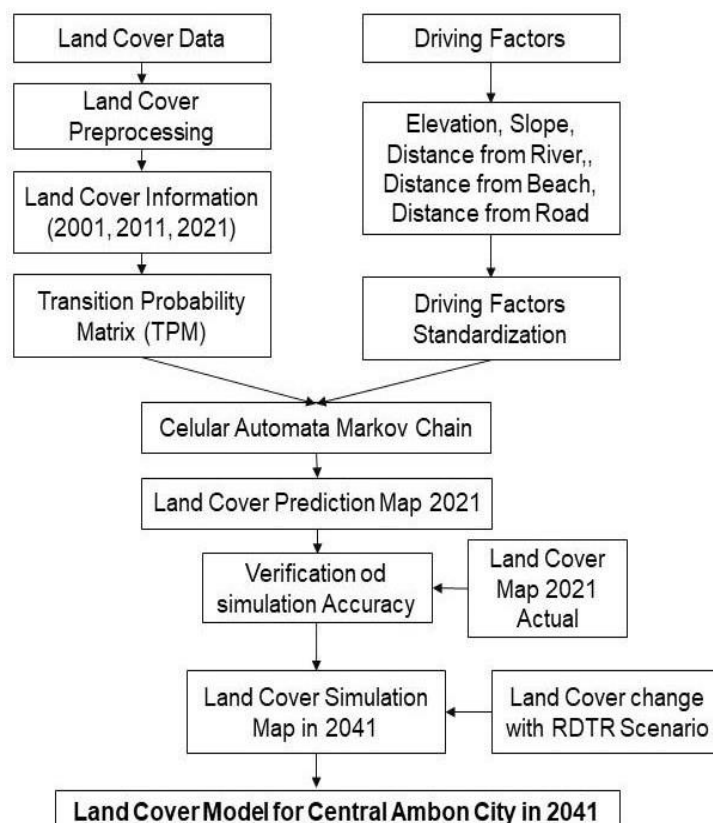 Land Cover Data
Driving Factors
Land Cover
Preprocessing
Elevation, Slope,
Distance from River,,
Distance from Beach,
Distance from Road
Land Cover Information
(2001, 2011, 2021)
Transition Probability
Matrix (TPM)
Driving Factors
Standardization
Celular Automata Markov Chain
Land Cover Prediction Map 2021
Verification od
simulation Accuracy
Land Cover
Map 2021
Actual
Land Cover Simulation
Map in 2041
Land Cover change
with RDTR Scenario
Land Cover Model for Central Ambon City in 2041